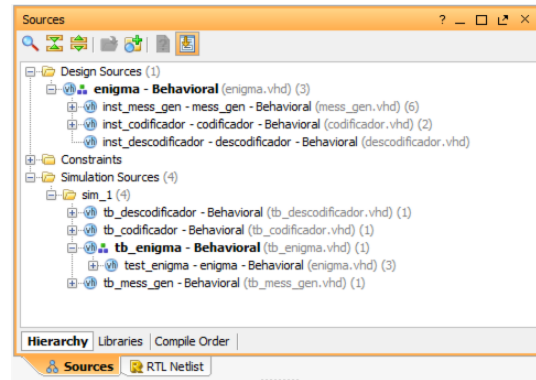 Sources
Design Sources (1)
enigma - Behavioral (enigma.vhd) (3)
inst_mess_gen - mess_gen - Behavioral (mess_gen.vhd) (6)
inst_codificador - codificador - Behavioral (codificador.vhd) (2)
inst_descodificador - descodificador - Behavioral (descodificador.vhd)
Constraints
Simulation Sources (4)
sim_1 (4)
tb_descodificador - Behavioral (tb_descodificador.vhd) (1)
tb_codificador - Behavioral (tb_codificador.vhd) (1)
tb_enigma - Behavioral (tb_enigma.vhd) (1)
test_enigma - enigma - Behavioral (enigma.vhd) (3)
tb_mess_gen - Behavioral (tb_mess_gen.vhd) (1)
Hierarchy Libraries Compile Order
Sources RTL Netlist